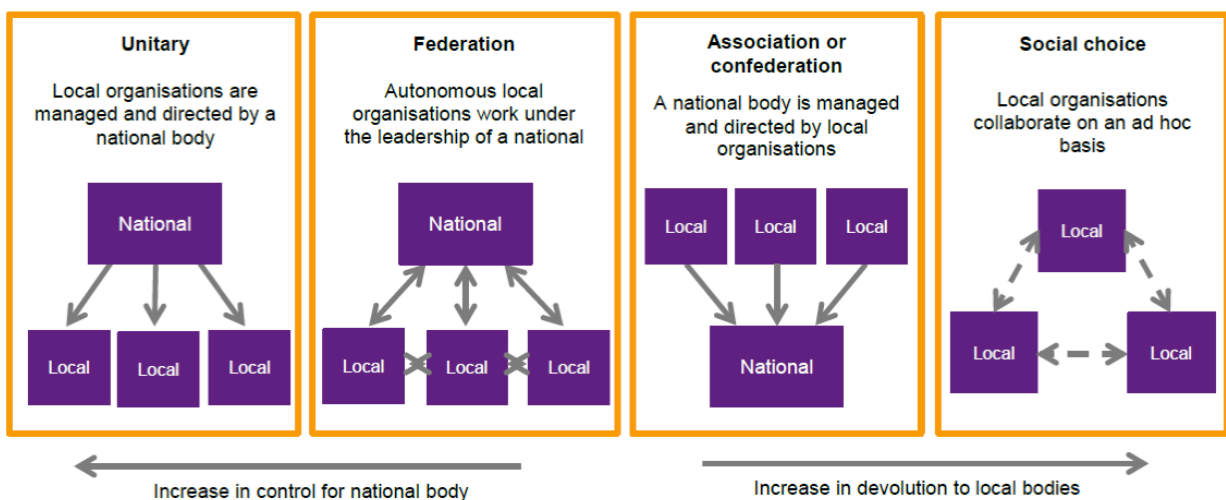 Unitary
Local organisations are
managed and directed by a
national body
National
Local
Local
Local
Federation
Autonomous local
organisations work under
the leadership of a national
National
Local
Local
Local
Association or
confederation
A national body is managed
and directed by local
organisations
Local
Local
Local
National
Social choice
Local organisations
collaborate on an ad hoc
basis
Local
Local
Local
Increase in control for national body
Increase in devolution to local bodies